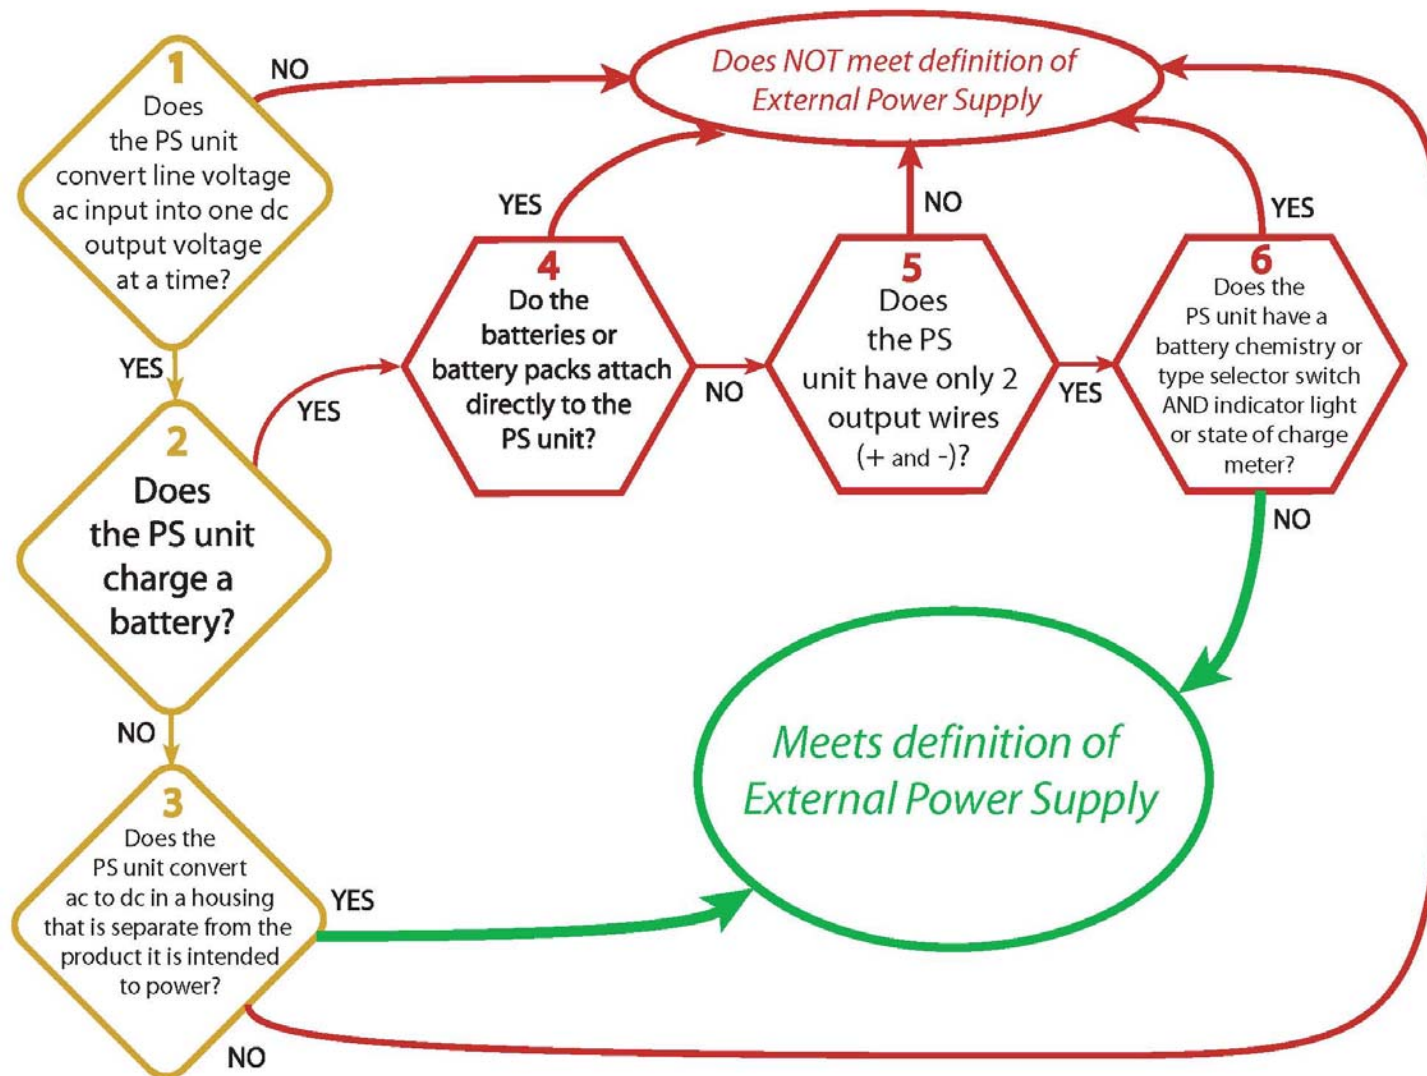 1
Does
the PS unit
convert line voltage
ac input into one dc
output voltage
at a time?
NO
YES
Does NOT meet definition of
External Power Supply
2
Does
the PS unit
charge a
battery?
YES
NO
3
Does the
PS unit convert
ac to dc in a housing
that is separate from the
product it is intended
to power?
YES
NO
4
Do the
batteries or
battery packs attach
directly to the
PS unit?
YES
NO
5
Does
the PS
unit have only 2
output wires
(+ and -)?
NO
YES
6
Does the
PS unit have a
battery chemistry or
type selector switch
AND indicator light
or state of charge
meter?
YES
NO
Meets definition of
External Power Supply